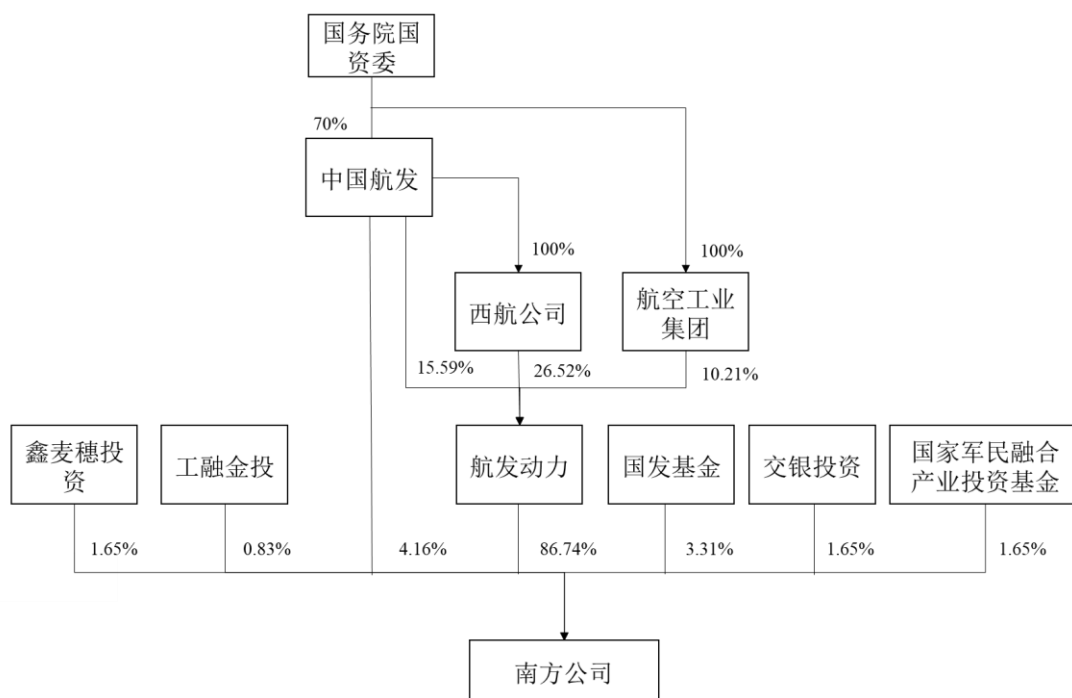 国务院国
资委
70%
中国航发
100%
100%
西航公司
航空工业
集团
15.59%
26.52%
10.21%
鑫麦穗投
资
工融金投
航发动力
国发基金
交银投资
国家军民融合
产业投资基金
1.65%
0.83%
4.16%
86.74%
3.31%
1.65%
1.65%
南方公司